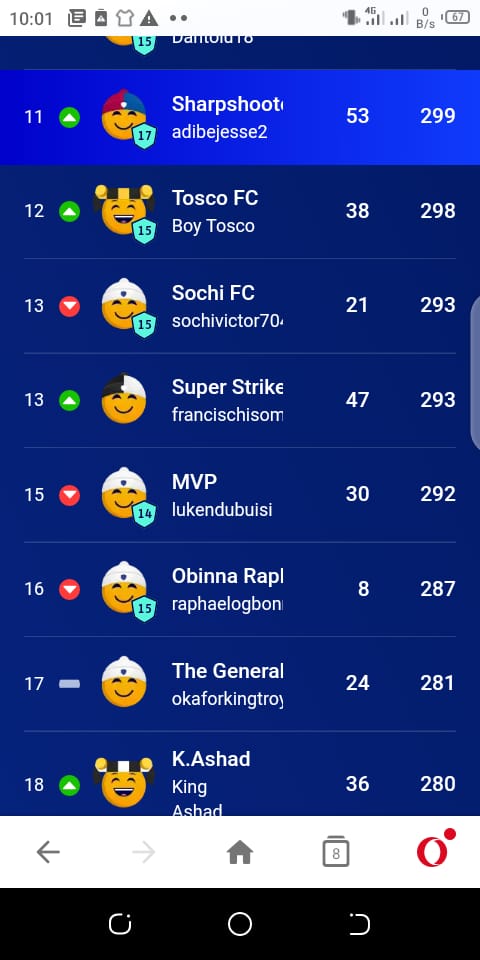 10:01
4G
0
B/s
67
15
Dantolo18
11
17
Sharpshoot
adibejesse2
53
299
12
15
Tosco FC
Boy Tosco
38
298
13
15
Sochi FC
sochivictor704
21
293
13
Super Strike
francischisom
47
293
15
14
MVP
lukendubuisi
30
292
16
15
Obinna Rapl
raphaelogbon
8
287
17
The General
okaforkingtroy
24
281
18
K.Ashad
King
Ashad
36
280
8